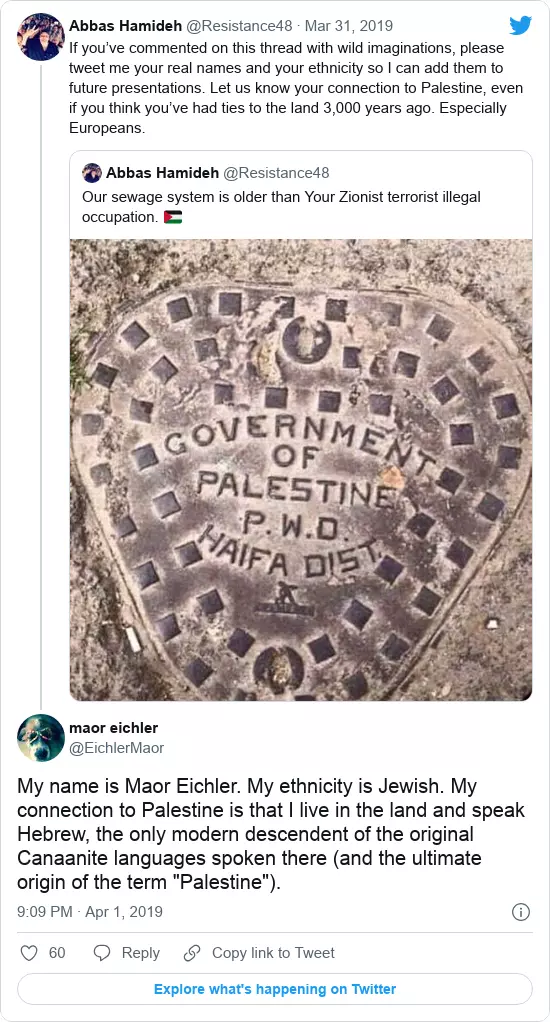 Abbas Hamideh @Resistance48 · Mar 31, 2019
If you’ve commented on this thread with wild imaginations, please
tweet me your real names and your ethnicity so I can add them to
future presentations. Let us know your connection to Palestine, even
if you think you’ve had ties to the land 3,000 years ago. Especially
Europeans.
Abbas Hamideh @Resistance48
Our sewage system is older than Your Zionist terrorist illegal
occupation. 🇵🇸
GOVERNMENT
OF
PALESTINE
P.W.D.
HAIFA DIST.
maor eichler
@EichlerMaor
My name is Maor Eichler. My ethnicity is Jewish. My
connection to Palestine is that I live in the land and speak
Hebrew, the only modern descendent of the original
Canaanite languages spoken there (and the ultimate
origin of the term "Palestine").
9:09 PM · Apr 1, 2019
60 Reply Copy link to Tweet
Explore what's happening on Twitter